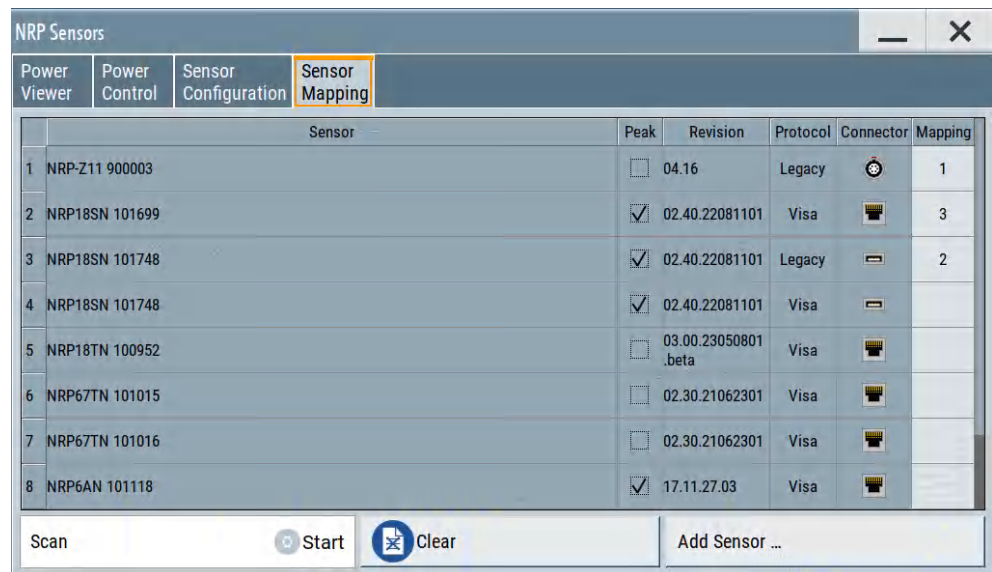 NRP Sensors
Power Viewer
Power Control
Sensor Configuration
Sensor Mapping
Sensor Peak Revision Protocol Connector Mapping
1 NRP-Z11 900003 04.16 Legacy 1
2 NRP18SN 101699 02.40.22081101 Visa 3
3 NRP18SN 101748 02.40.22081101 Legacy 2
4 NRP18SN 101748 02.40.22081101 Visa
5 NRP18TN 100952 03.00.23050801.beta Visa
6 NRP67TN 101015 02.30.21062301 Visa
7 NRP67TN 101016 02.30.21062301 Visa
8 NRP6AN 101118 17.11.27.03 Visa
Scan Start Clear Add Sensor ...